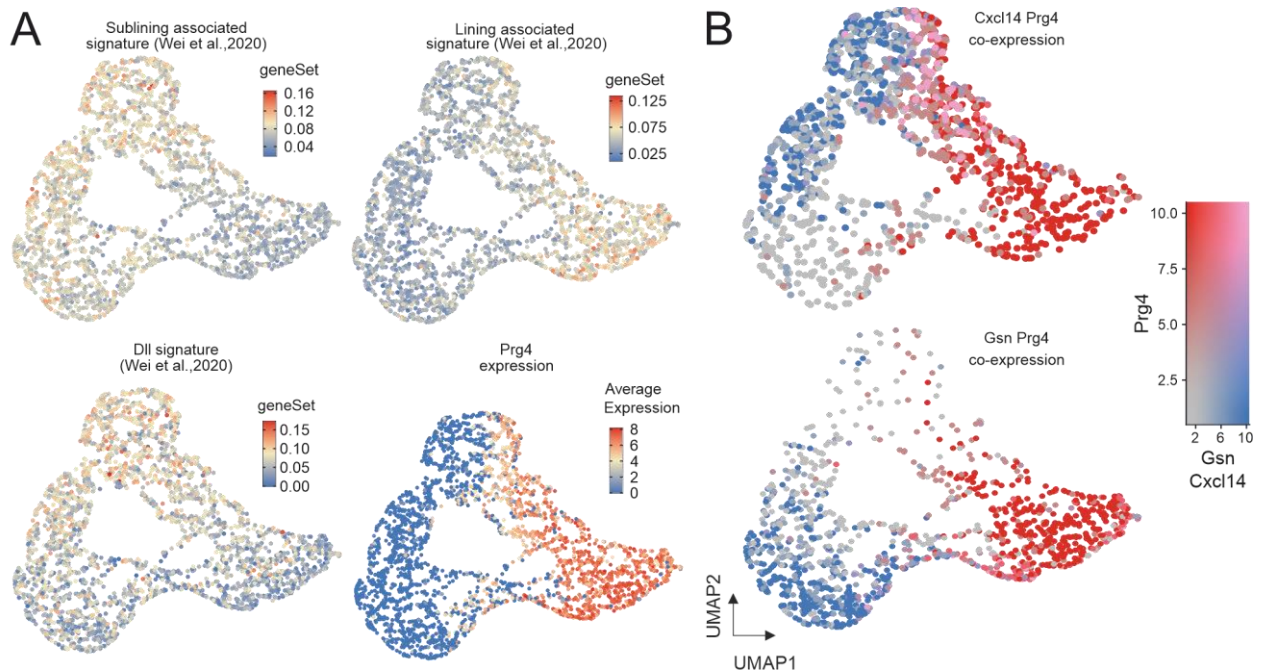 A
Sublining associated
signature (Wei et al.,2020)
geneSet
0.16
0.12
0.08
0.04
Lining associated
signature (Wei et al.,2020)
geneSet
0.125
0.075
0.025
DII signature
(Wei et al.,2020)
geneSet
0.15
0.10
0.05
0.00
Prg4
expression
Average
Expression
8
6
4
2
0
B
Cxcl14 Prg4
co-expression
Gsn Prg4
co-expression
Prg4
10.0
7.5
5.0
2.5
2 6 10
Gsn
Cxcl14
UMAP2
UMAP1